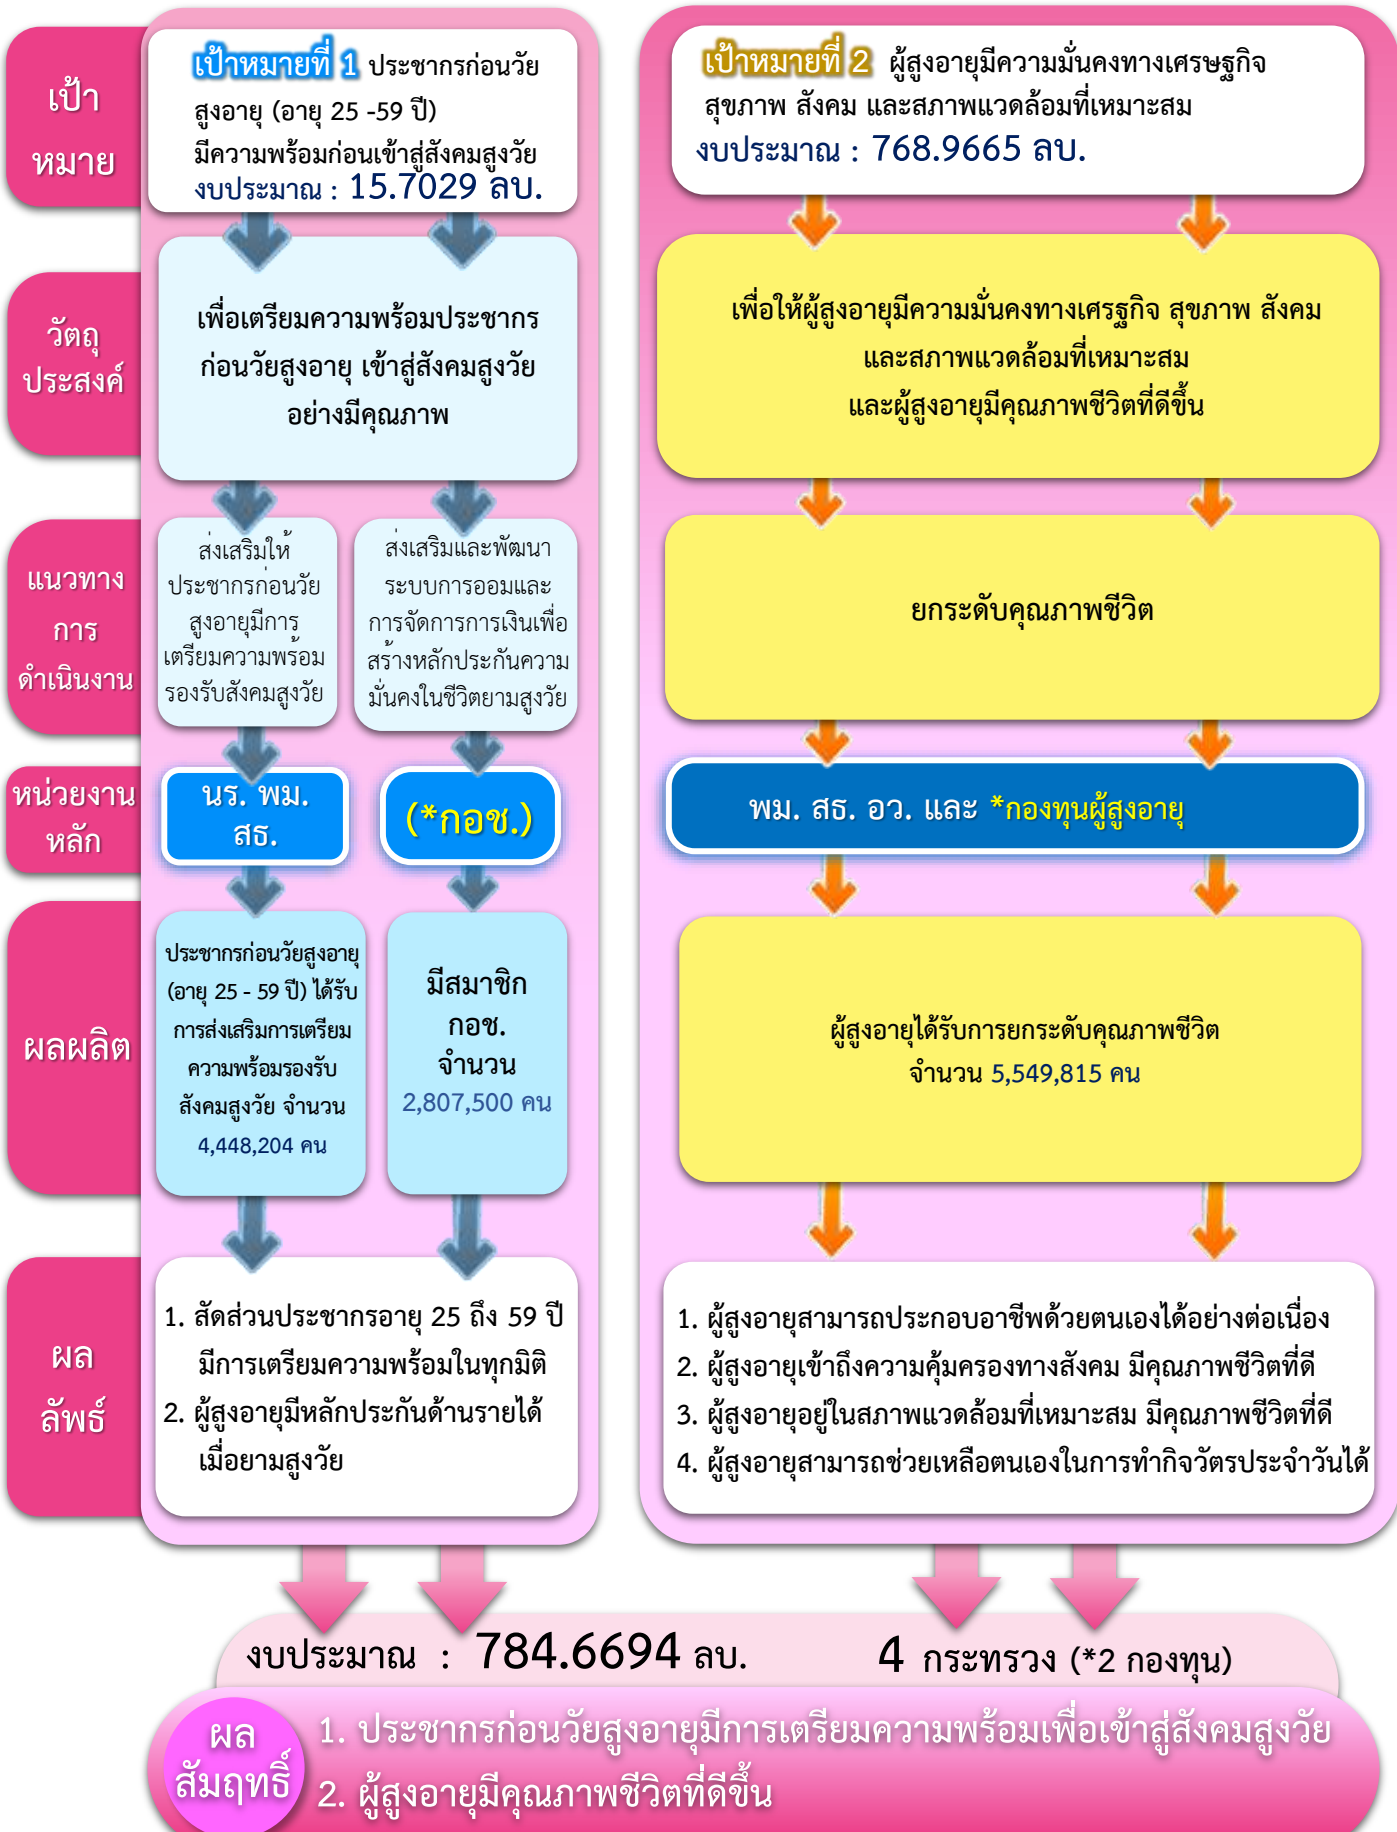 เป้า
หมาย
เป้าหมายที่ 1 ประชากรก่อนวัย
สูงอายุ (อายุ 25 -59 ปี)
มีความพร้อมก่อนเข้าสู่สังคมสูงวัย
งบประมาณ : 15.7029 ลบ.
เป้าหมายที่ 2 ผู้สูงอายุมีความมั่นคงทางเศรษฐกิจ
สุขภาพ สังคม และสภาพแวดล้อมที่เหมาะสม
งบประมาณ : 768.9665 ลบ.
วัตถุ
ประสงค์
เพื่อเตรียมความพร้อมประชากร
ก่อนวัยสูงอายุ เข้าสู่สังคมสูงวัย
อย่างมีคุณภาพ
เพื่อให้ผู้สูงอายุมีความมั่นคงทางเศรฐกิจ สุขภาพ สังคม
และสภาพแวดล้อมที่เหมาะสม
และผู้สูงอายุมีคุณภาพชีวิตที่ดีขึ้น
แนวทาง
การ
ดำเนินงาน
ส่งเสริมให้
ประชากรก่อนวัย
สูงอายุมีการ
เตรียมความพร้อม
รองรับสังคมสูงวัย
ส่งเสริมและพัฒนา
ระบบการออมและ
การจัดการการเงินเพื่อ
สร้างหลักประกันความ
มั่นคงในชีวิตยามสูงวัย
ยกระดับคุณภาพชีวิต
หน่วยงาน
หลัก
นร. พม.
สธ.
(*กอช.)
พม. สธ. อว. และ *กองทุนผู้สูงอายุ
ผลผลิต
ประชากรก่อนวัยสูงอายุ
(อายุ 25 - 59 ปี) ได้รับ
การส่งเสริมการเตรียม
ความพร้อมรองรับ
สังคมสูงวัย จำนวน
4,448,204 คน
มีสมาชิก
กอช.
จำนวน
2,807,500 คน
ผู้สูงอายุได้รับการยกระดับคุณภาพชีวิต
จำนวน 5,549,815 คน
ผล
ลัพธ์
1. สัดส่วนประชากรอายุ 25 ถึง 59 ปี
มีการเตรียมความพร้อมในทุกมิติ
2. ผู้สูงอายุมีหลักประกันด้านรายได้
เมื่อยามสูงวัย
1. ผู้สูงอายุสามารถประกอบอาชีพด้วยตนเองได้อย่างต่อเนื่อง
2. ผู้สูงอายุเข้าถึงความคุ้มครองทางสังคม มีคุณภาพชีวิตที่ดี
3. ผู้สูงอายุอยู่ในสภาพแวดล้อมที่เหมาะสม มีคุณภาพชีวิตที่ดี
4. ผู้สูงอายุสามารถช่วยเหลือตนเองในการทำกิจวัตรประจำวันได้
งบประมาณ : 784.6694 ลบ.
4 กระทรวง (*2 กองทุน)
ผล
สัมฤทธิ์
1. ประชากรก่อนวัยสูงอายุมีการเตรียมความพร้อมเพื่อเข้าสู่สังคมสูงวัย
2. ผู้สูงอายุมีคุณภาพชีวิตที่ดีขึ้น